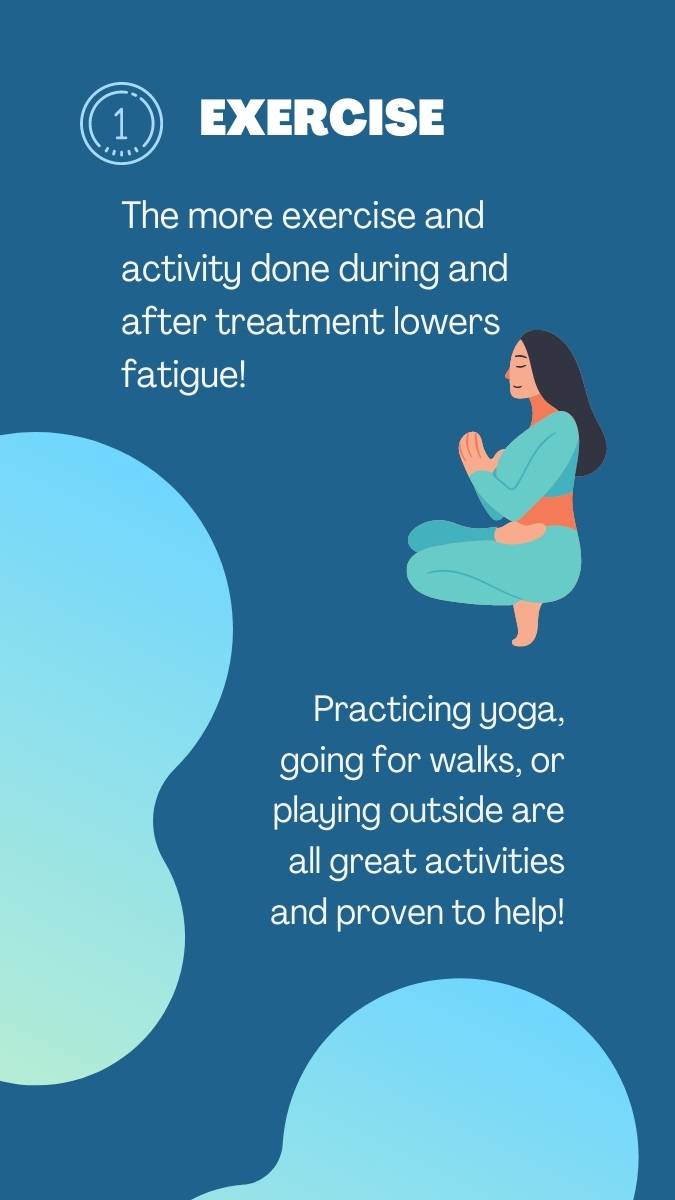 1
EXERCISE
The more exercise and
activity done during and
after treatment lowers
fatigue!
Practicing yoga,
going for walks, or
playing outside are
all great activities
and proven to help!